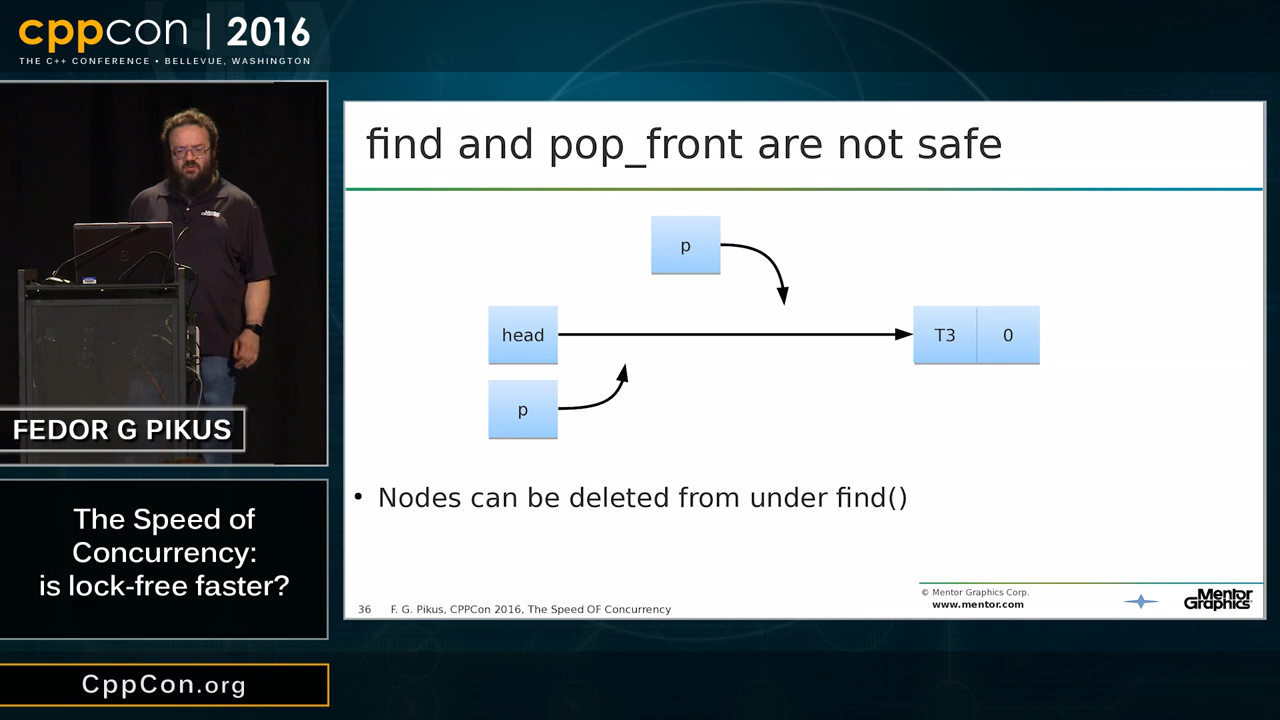 cppcon | 2016
THE C++ CONFERENCE • BELLEVUE, WASHINGTON
find and pop_front are not safe
p
head
T3 0
p
• Nodes can be deleted from under find()
36 F. G. Pikus, CPPCon 2016, The Speed OF Concurrency
© Mentor Graphics Corp.
www.mentor.com
Mentor
Graphics
FEDOR G PIKUS
The Speed of
Concurrency:
is lock-free faster?
CppCon.org